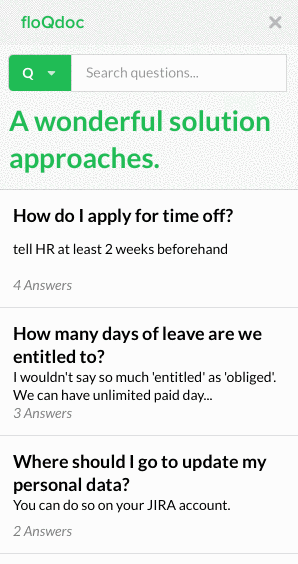 floQdoc
Q
Search questions...
A wonderful solution
approaches.
How do I apply for time off?
tell HR at least 2 weeks beforehand
4 Answers
How many days of leave are we
entitled to?
I wouldn't say so much 'entitled' as 'obliged'.
We can have unlimited paid day...
3 Answers
Where should I go to update my
personal data?
You can do so on your JIRA account.
2 Answers